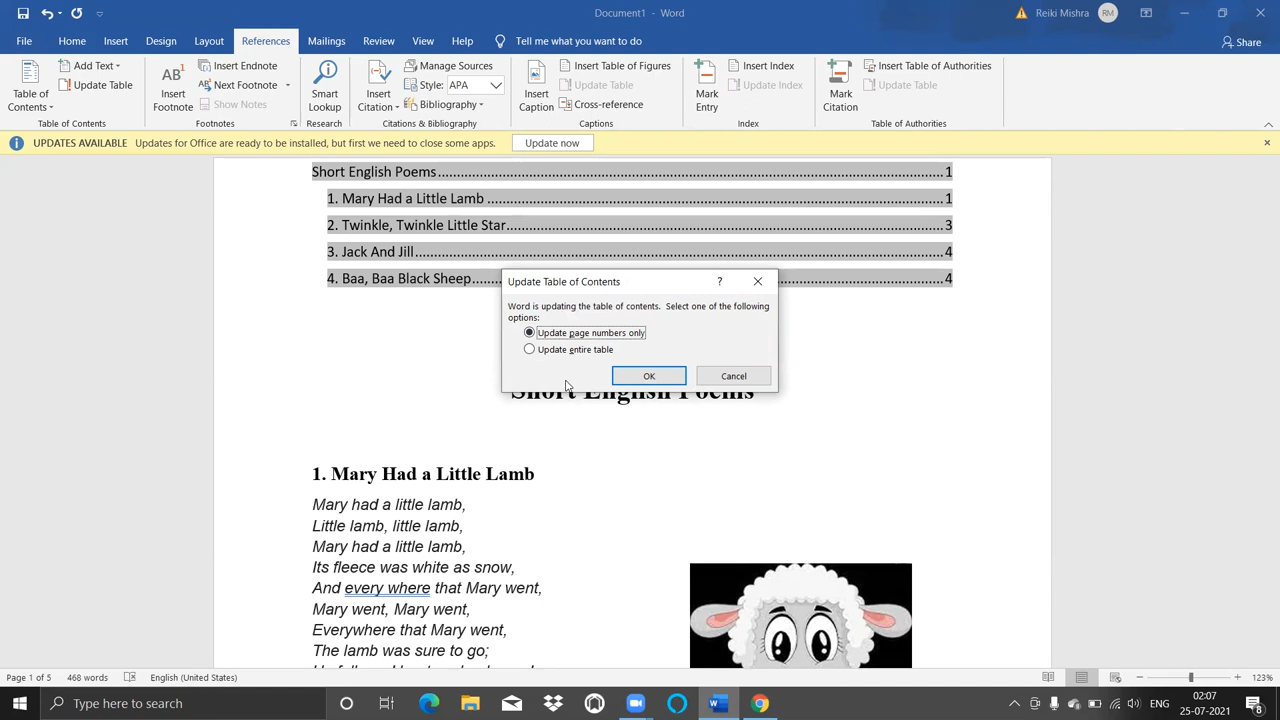 Document1 - Word
Reiki Mishra RM
File Home Insert Design Layout References Mailings Review View Help Tell me what you want to do Share
Table of Contents
Add Text
Update Table
Table of Contents
AB1
Insert Footnote
Insert Endnote
Next Footnote
Show Notes
Footnotes
Smart Lookup
Research
Insert Citation
Manage Sources
Style: APA
Bibliography
Citations & Bibliography
Insert Caption
Insert Table of Figures
Update Table
Cross-reference
Captions
Mark Entry
Insert Index
Update Index
Index
Mark Citation
Insert Table of Authorities
Update Table
Table of Authorities
UPDATES AVAILABLE Updates for Office are ready to be installed, but first we need to close some apps. Update now
Short English Poems 1
1. Mary Had a Little Lamb 1
2. Twinkle, Twinkle Little Star 3
3. Jack And Jill 4
4. Baa, Baa Black Sheep 4
Update Table of Contents ?
Word is updating the table of contents. Select one of the following
options:
Update page numbers only
Update entire table
OK Cancel
Short English Poems
1. Mary Had a Little Lamb
Mary had a little lamb,
Little lamb, little lamb,
Mary had a little lamb,
Its fleece was white as snow,
And every where that Mary went,
Mary went, Mary went,
Everywhere that Mary went,
The lamb was sure to go;
Page 1 of 5 468 words English (United States) 123%
Type here to search
ENG
02:07
25-07-2021
8